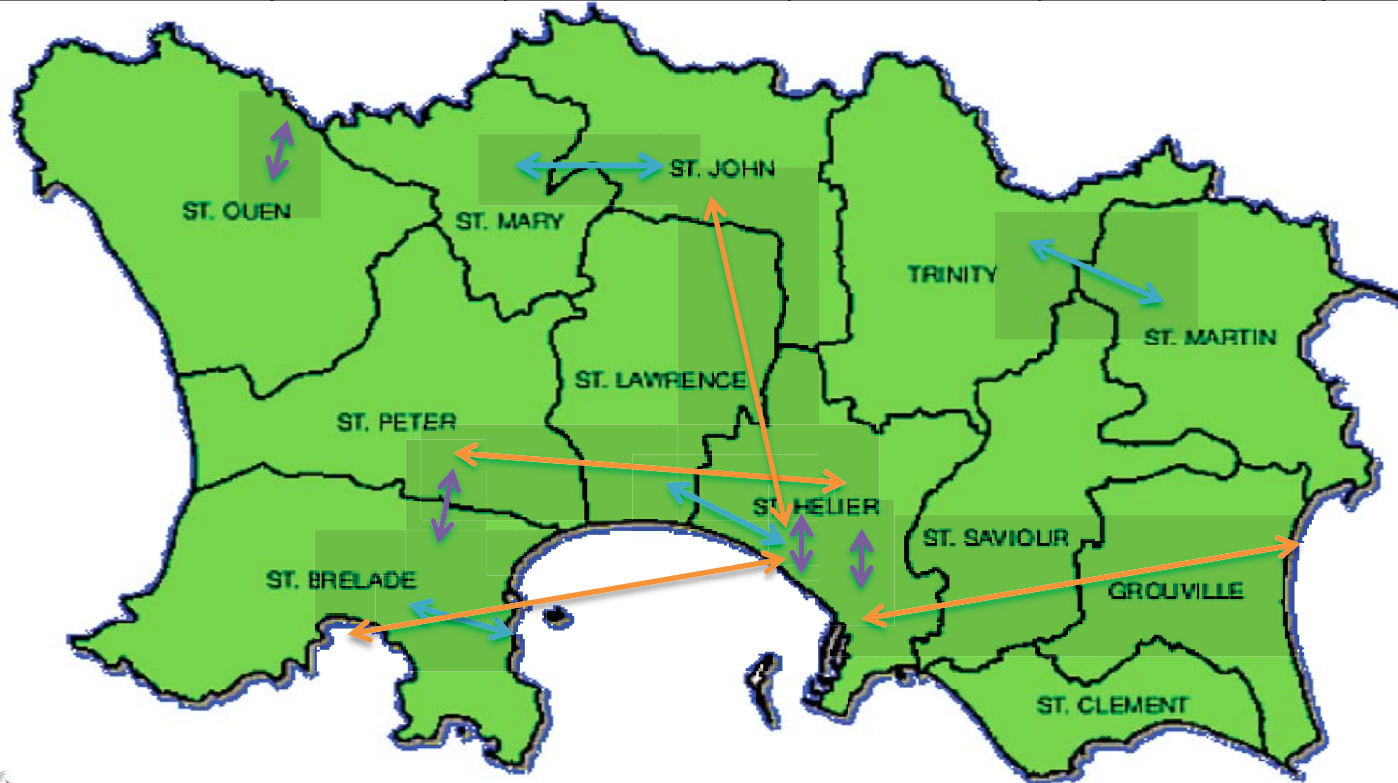 ST. JOHN
ST. OUEN
ST. MARY
TRINITY
ST. MARTIN
ST. LAWRENCE
ST. PETER
ST. HELIER
ST. SAVIOUR
ST. BRELADE
GROUVILLE
ST. CLEMENT